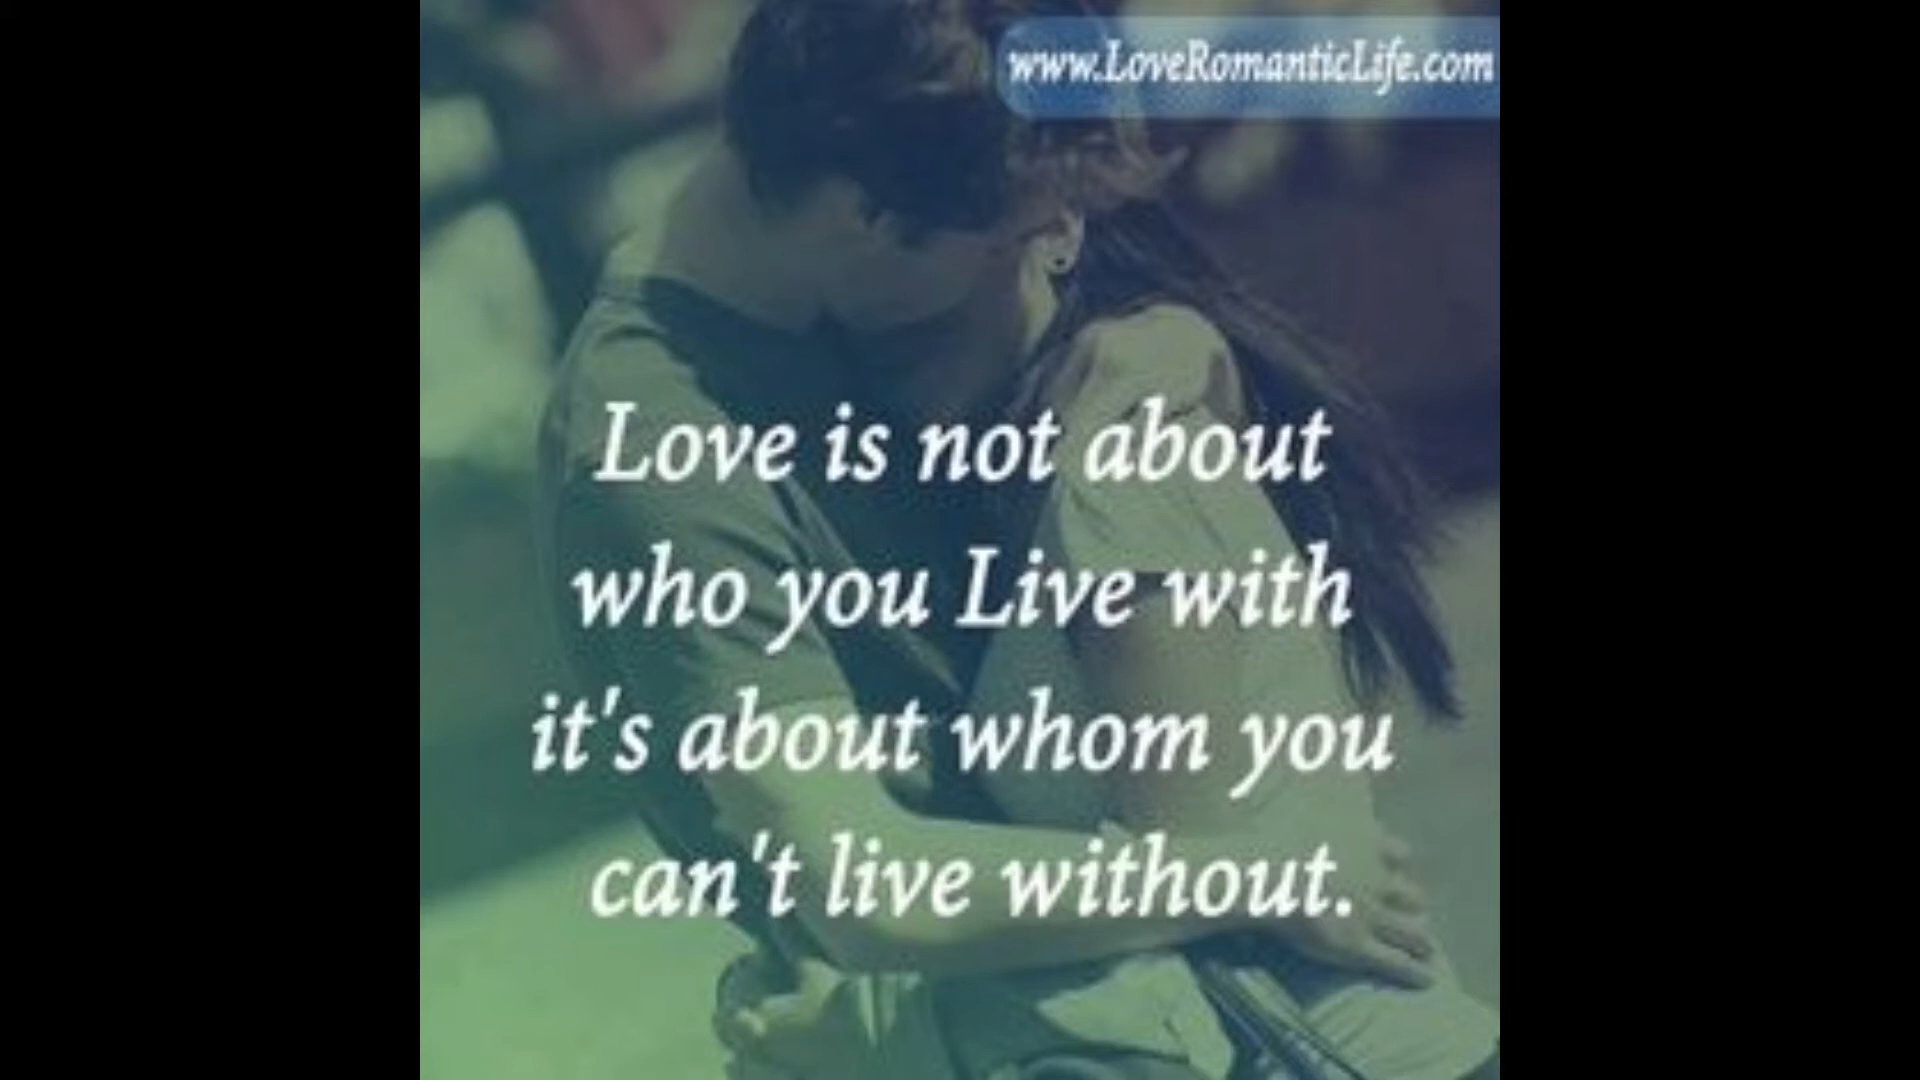 www.LoveRomanticLife.com
Love is not about
who you Live with
it's about whom you
can't live without.